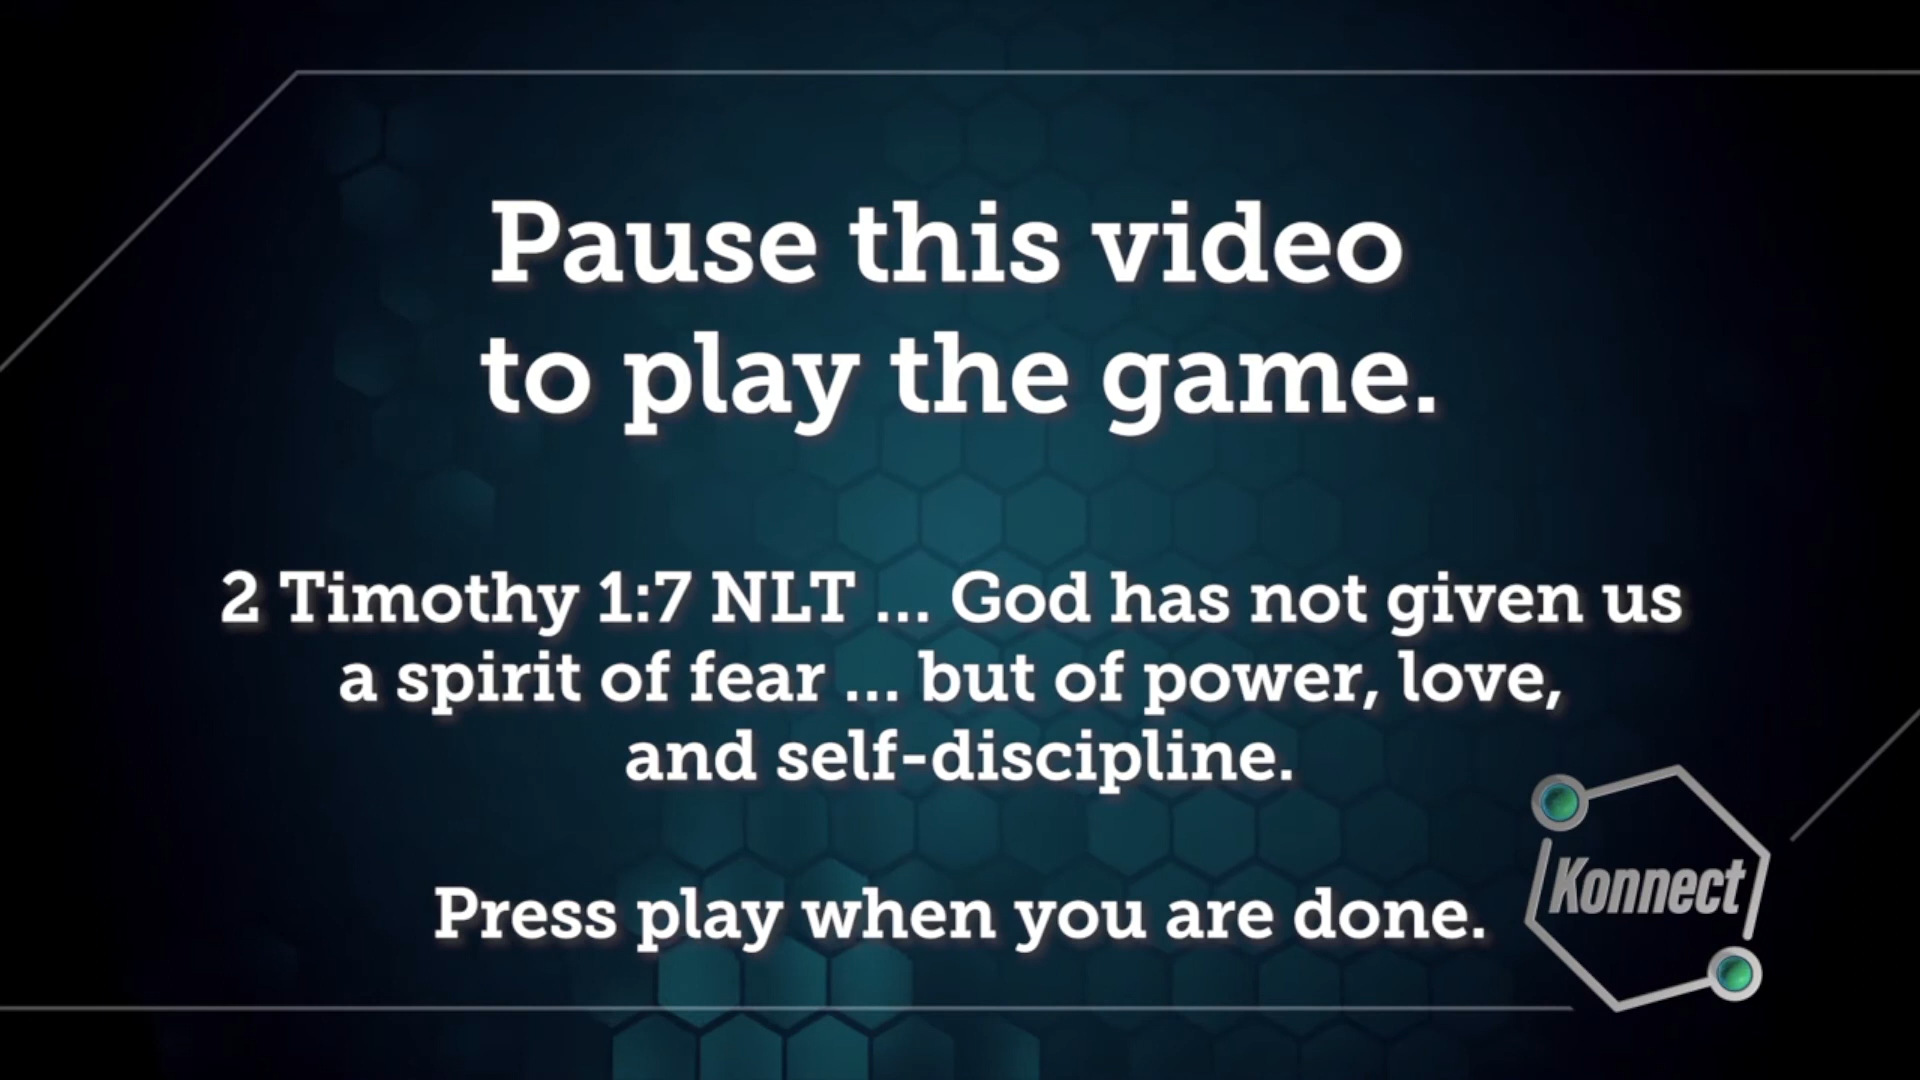 Pause this video
to play the game.
2 Timothy 1:7 NLT ... God has not given us
a spirit of fear ... but of power, love,
and self-discipline.
Press play when you are done.
Konnect